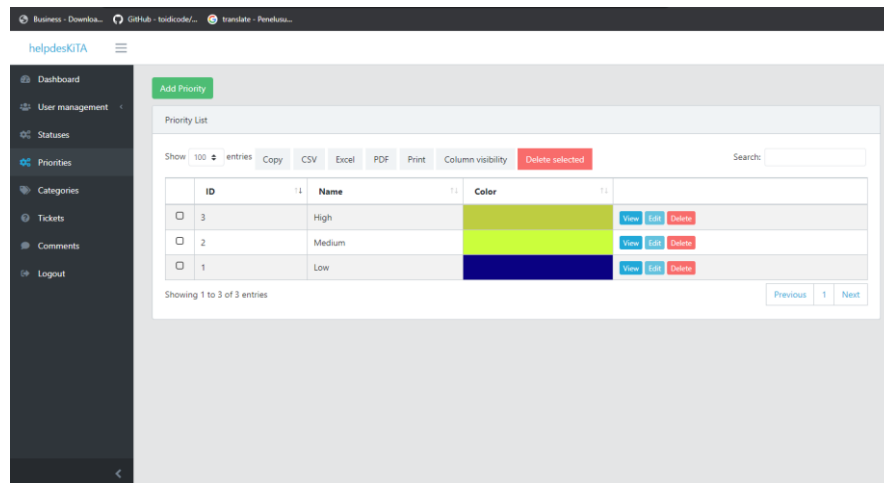 Business - Downloa... GitHub - toidicode/... translate - Penelusu...
helpdesKiTA
Dashboard
User management
Statuses
Priorities
Categories
Tickets
Comments
Logout
Add Priority
Priority List
Show 100 entries Copy CSV Excel PDF Print Column visibility Delete selected Search:
ID Name Color
3 High View Edit Delete
2 Medium View Edit Delete
1 Low View Edit Delete
Showing 1 to 3 of 3 entries
Previous 1 Next